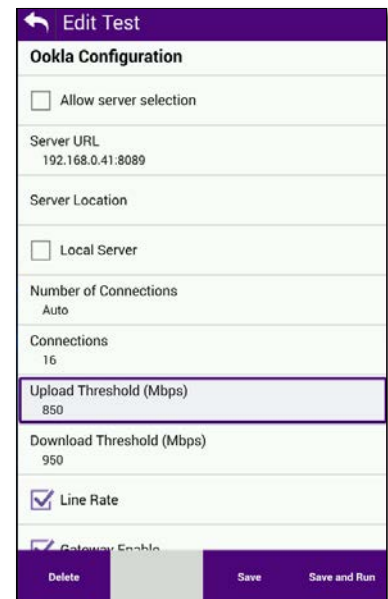 Edit Test
Ookla Configuration
Allow server selection
Server URL
192.168.0.41:8089
Server Location
Local Server
Number of Connections
Auto
Connections
16
Upload Threshold (Mbps)
850
Download Threshold (Mbps)
950
Line Rate
Gateway Enable
Delete
Save
Save and Run